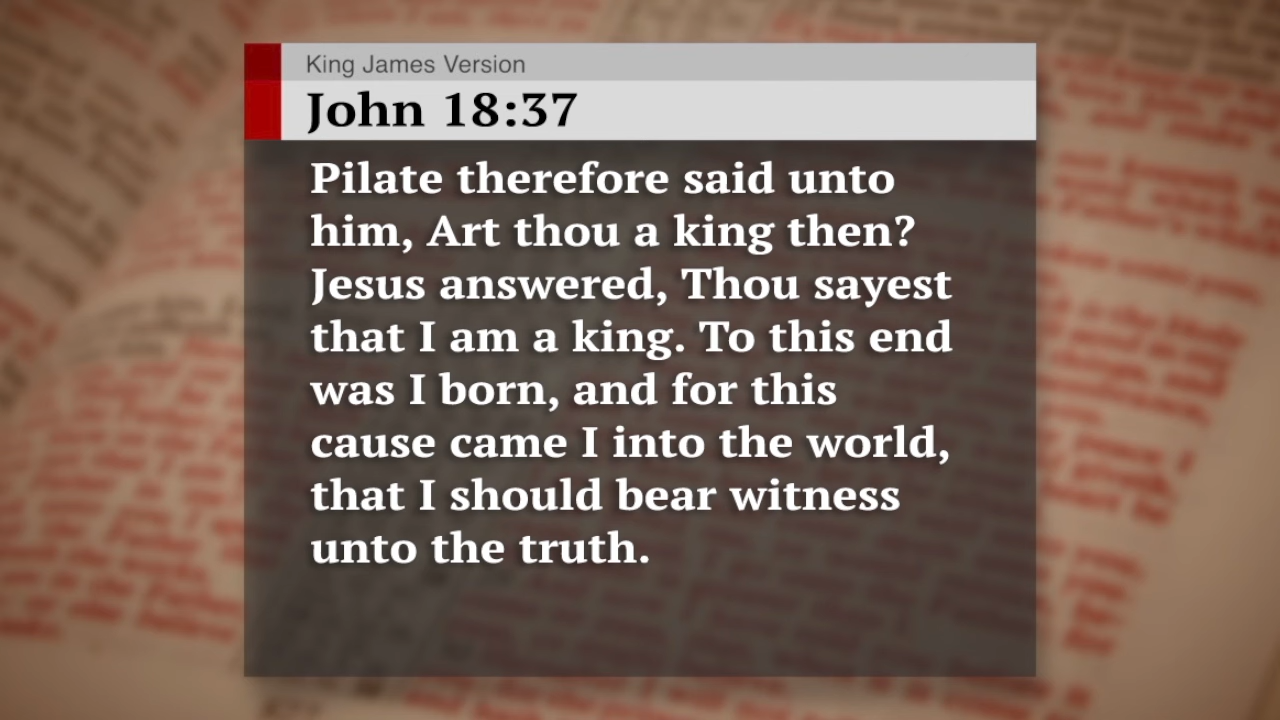 King James Version
John 18:37
Pilate therefore said unto
him, Art thou a king then?
Jesus answered, Thou sayest
that I am a king. To this end
was I born, and for this
cause came I into the world,
that I should bear witness
unto the truth.